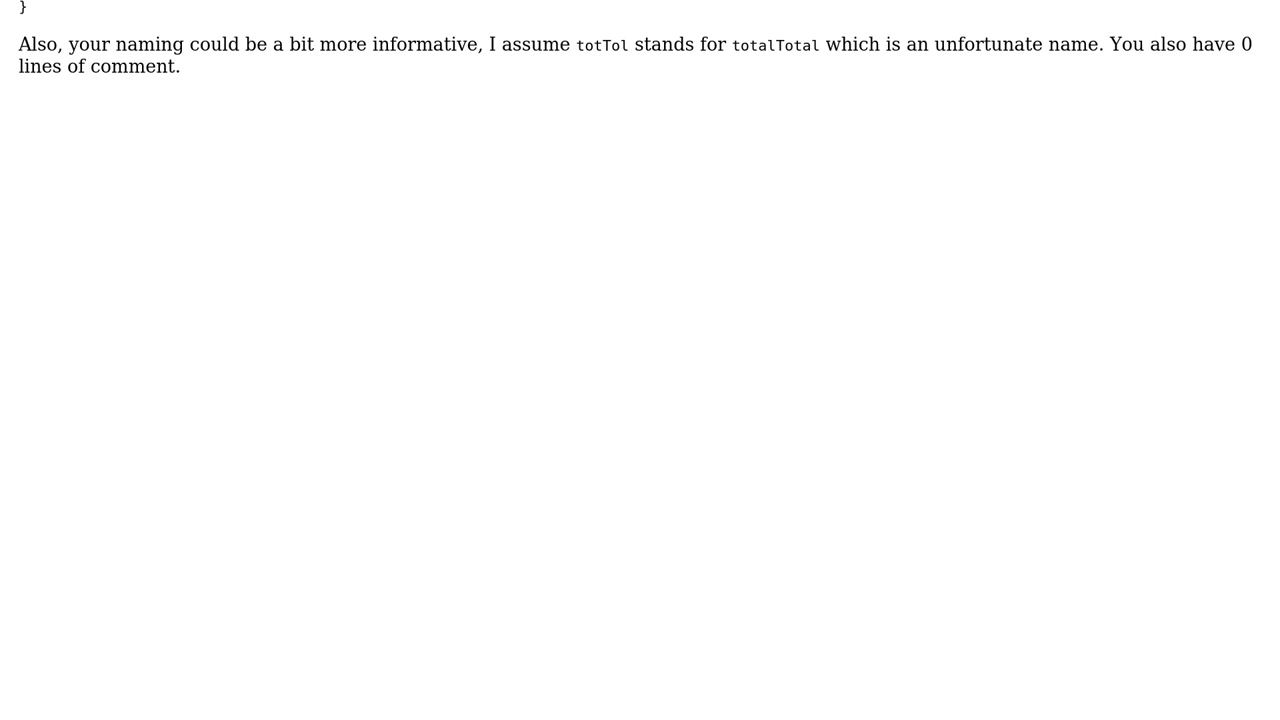 }
Also, your naming could be a bit more informative, I assume totTol stands for totalTotal which is an unfortunate name. You also have 0
lines of comment.